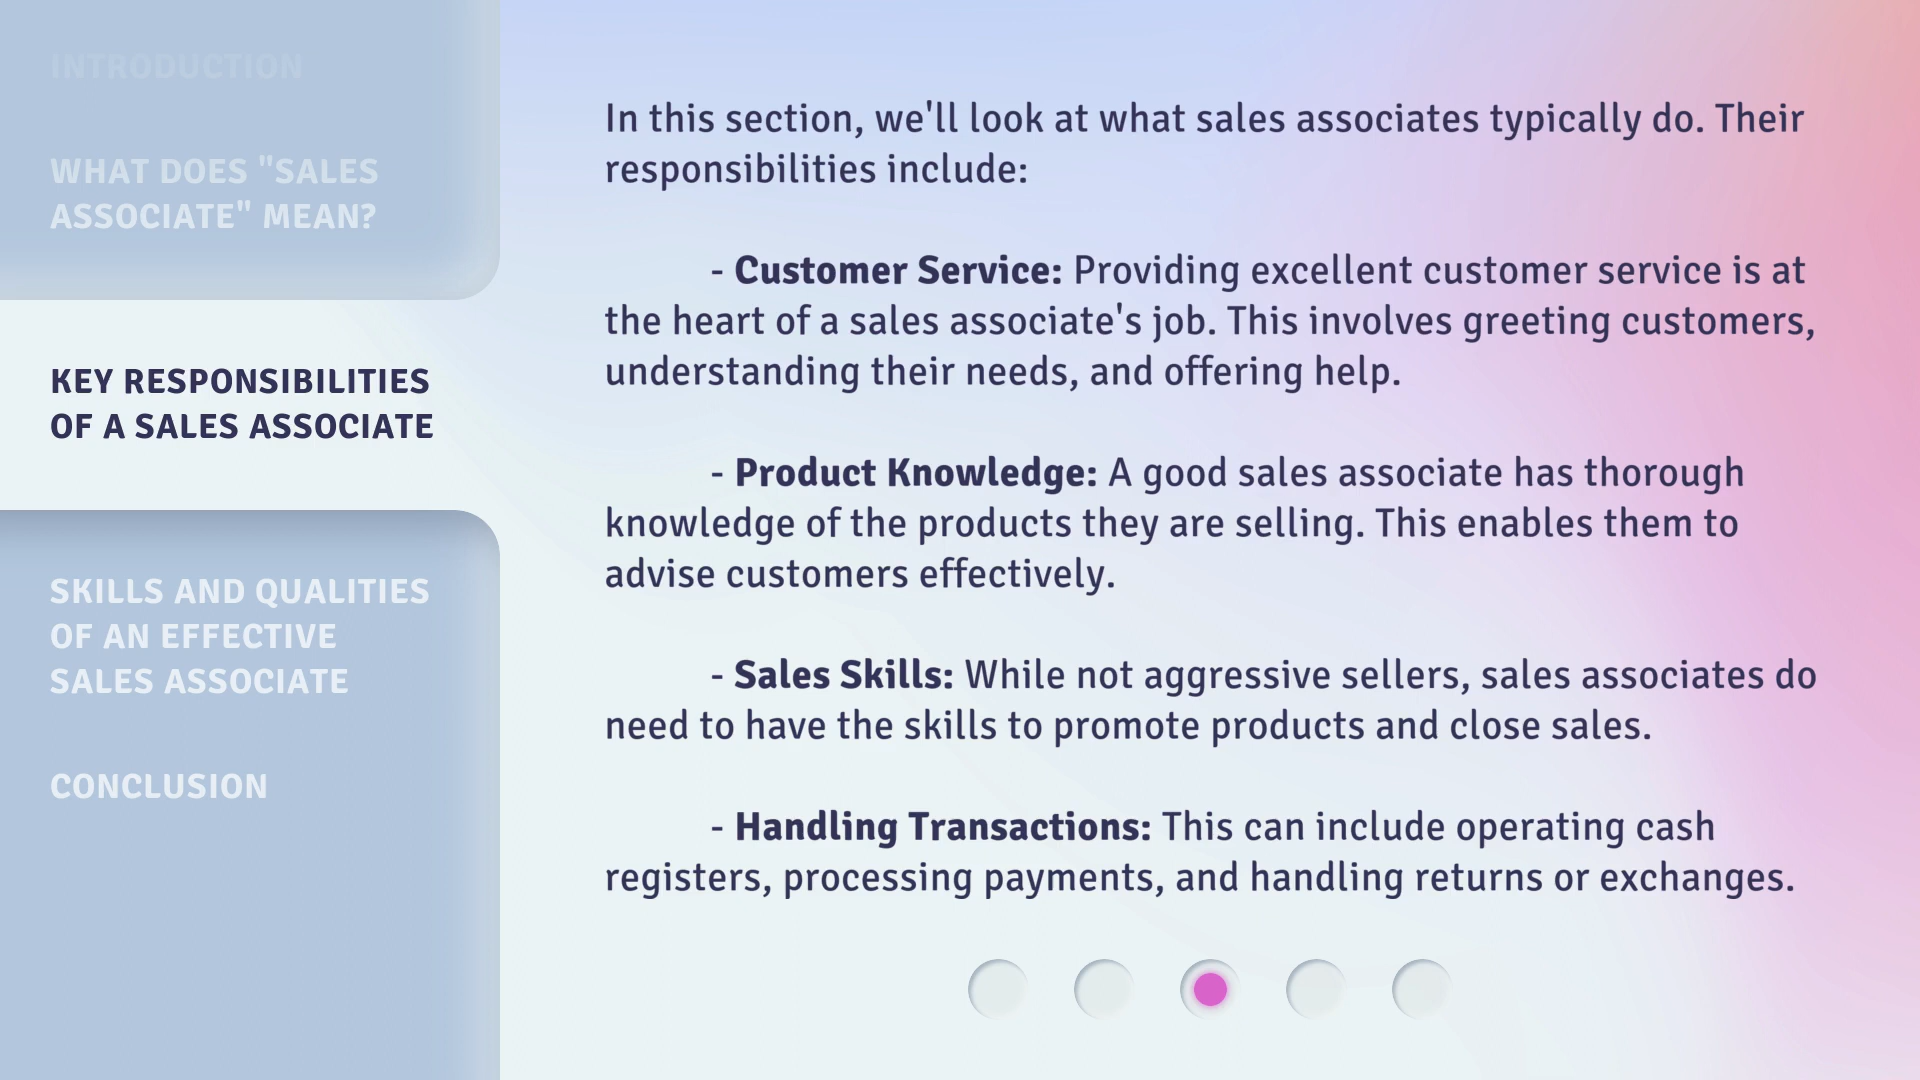 INTRODUCTION
WHAT DOES "SALES
ASSOCIATE" MEAN?
KEY RESPONSIBILITIES
OF A SALES ASSOCIATE
SKILLS AND QUALITIES
OF AN EFFECTIVE
SALES ASSOCIATE
CONCLUSION
In this section, we'll look at what sales associates typically do. Their
responsibilities include:
- Customer Service: Providing excellent customer service is at
the heart of a sales associate's job. This involves greeting customers,
understanding their needs, and offering help.
- Product Knowledge: A good sales associate has thorough
knowledge of the products they are selling. This enables them to
advise customers effectively.
- Sales Skills: While not aggressive sellers, sales associates do
need to have the skills to promote products and close sales.
- Handling Transactions: This can include operating cash
registers, processing payments, and handling returns or exchanges.